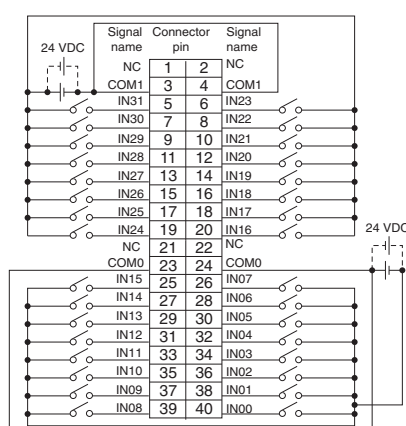 Signal Connector Signal
name pin name
24 VDC
NC 1 2 NC
COM1 3 4 COM1
IN31 5 6 IN23
IN30 7 8 IN22
IN29 9 10 IN21
IN28 11 12 IN20
IN27 13 14 IN19
IN26 15 16 IN18
IN25 17 18 IN17
IN24 19 20 IN16
24 VDC
NC 21 22 NC
COM0 23 24 COM0
IN15 25 26 IN07
IN14 27 28 IN06
IN13 29 30 IN05
IN12 31 32 IN04
IN11 33 34 IN03
IN10 35 36 IN02
IN09 37 38 IN01
IN08 39 40 IN00